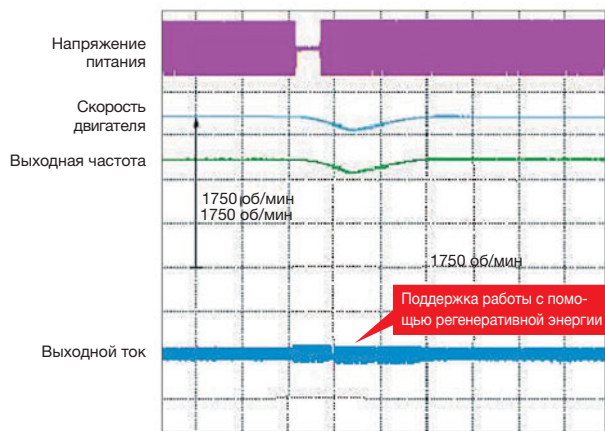 Напряжение
питания
Скорость
двигателя
Выходная частота
1750 об/мин
1750 об/мин
1750 об/мин
Поддержка работы с помо-
щью регенеративной энергии
Выходной ток